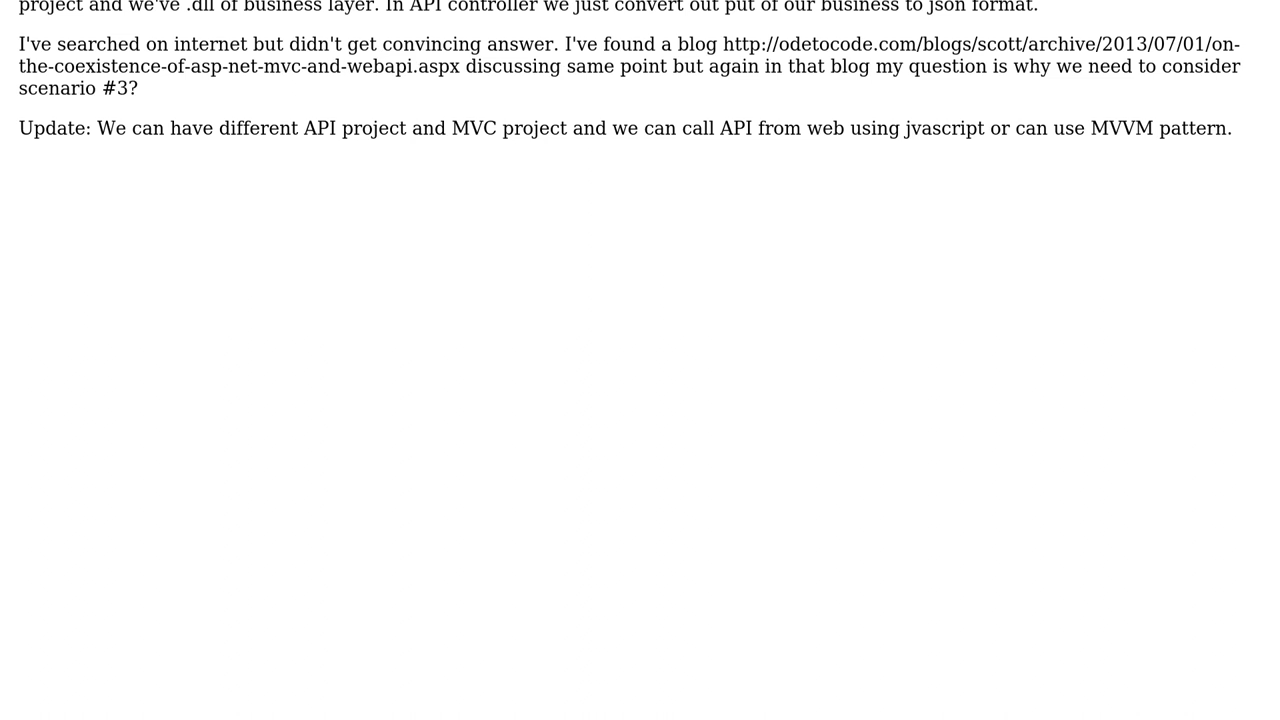 project and we've .dll of business layer. In API controller we just convert out put of our business to json format.
I've searched on internet but didn't get convincing answer. I've found a blog http://odetocode.com/blogs/scott/archive/2013/07/01/on-
the-coexistence-of-asp-net-mvc-and-webapi.aspx discussing same point but again in that blog my question is why we need to consider
scenario #3?
Update: We can have different API project and MVC project and we can call API from web using jvascript or can use MVVM pattern.